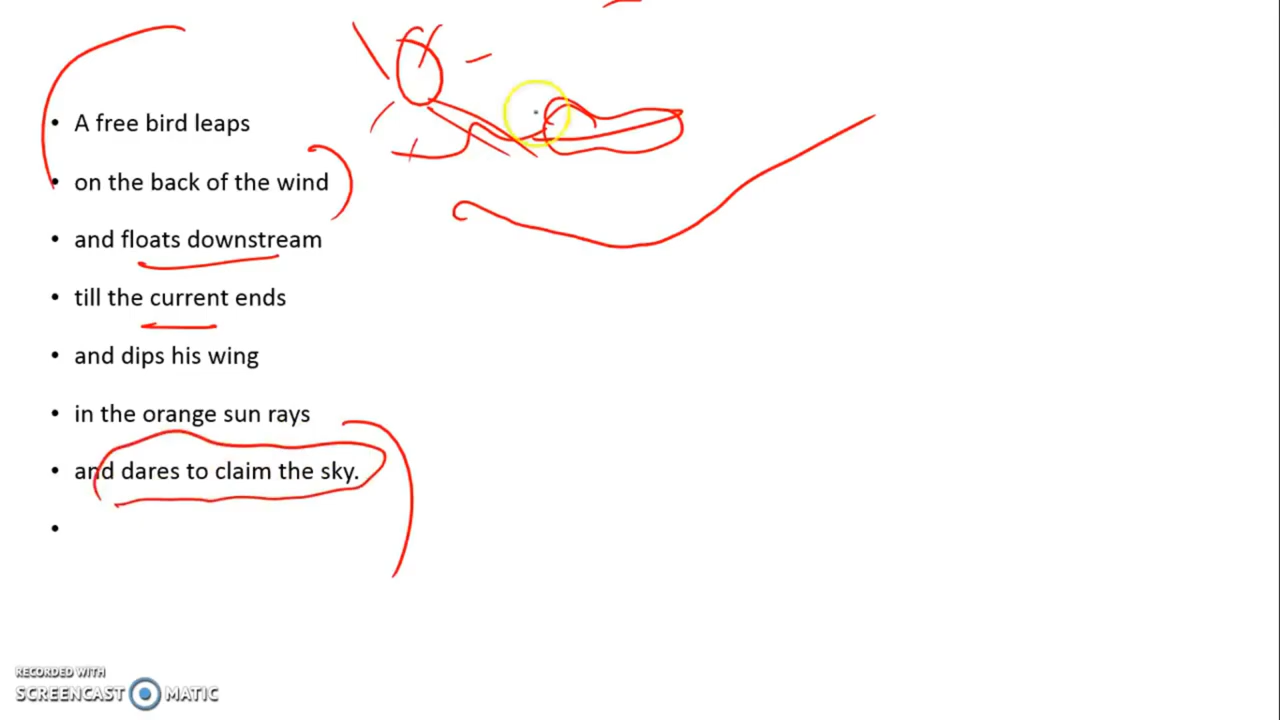 • A free bird leaps
• on the back of the wind
• and floats downstream
• till the current ends
• and dips his wing
• in the orange sun rays
• and dares to claim the sky.
•
RECORDED WITH
SCREENCAST MATIC